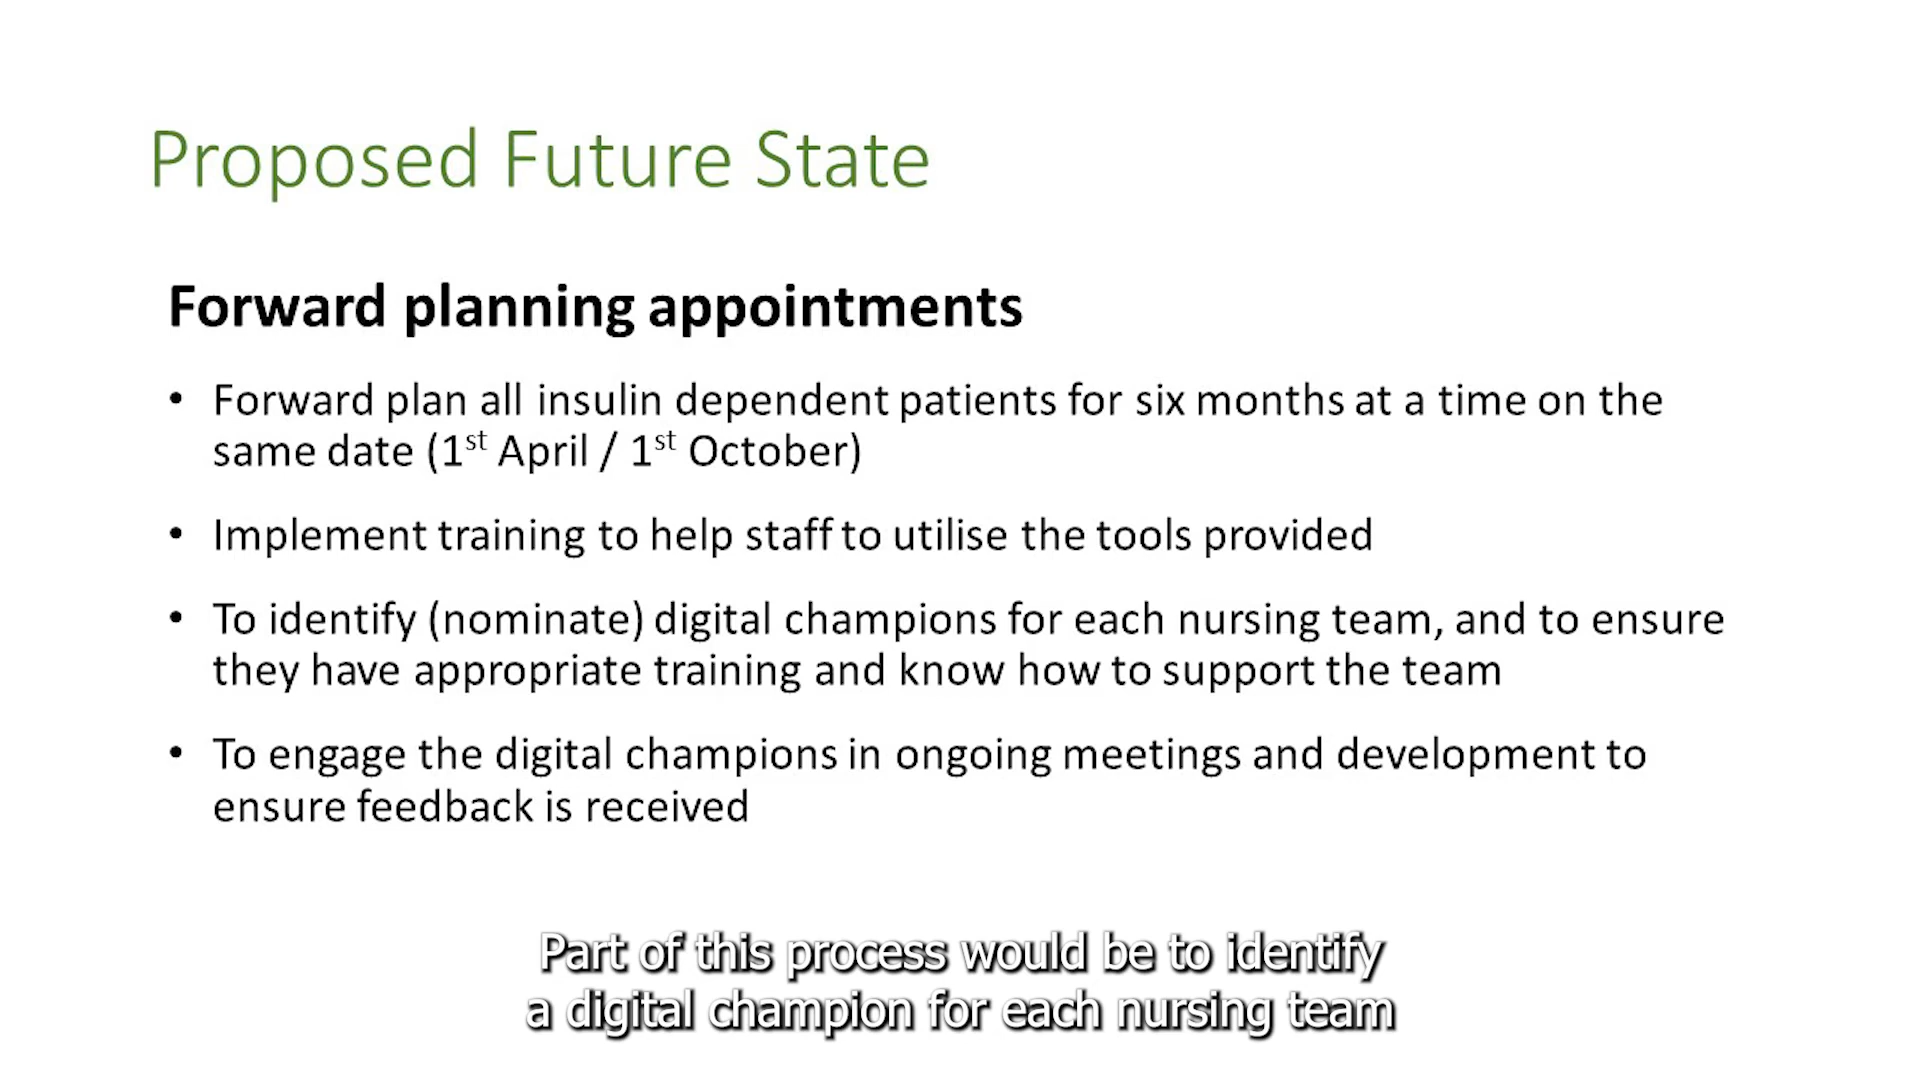 Proposed Future State
Forward planning appointments
• Forward plan all insulin dependent patients for six months at a time on the
same date (1st April / 1st October)
• Implement training to help staff to utilise the tools provided
• To identify (nominate) digital champions for each nursing team, and to ensure
they have appropriate training and know how to support the team
• To engage the digital champions in ongoing meetings and development to
ensure feedback is received
Part of this process would be to identify
a digital champion for each nursing team